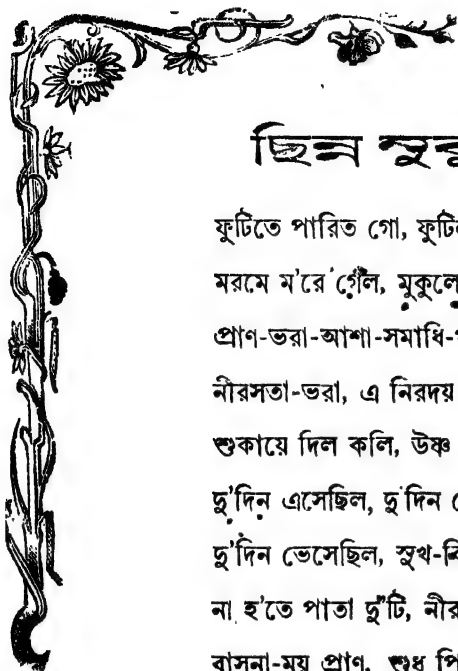 ছিন্ন
ফুটিতে পারিত গো,
মরমে ম'রে গেল,
প্রাণ-ভরা-আশা-সমাধি-
নীরসতা-ভরা, এ নিরদয়
শুকায়ে দিল কলি, উষ্ণ
দু'দিন এসেছিল, দু'দিন
দু'দিন ভেসেছিল, সুখ-
না হ'তে পাতা দু'টি,
বাসনা-ময় প্রাণ, শুধু